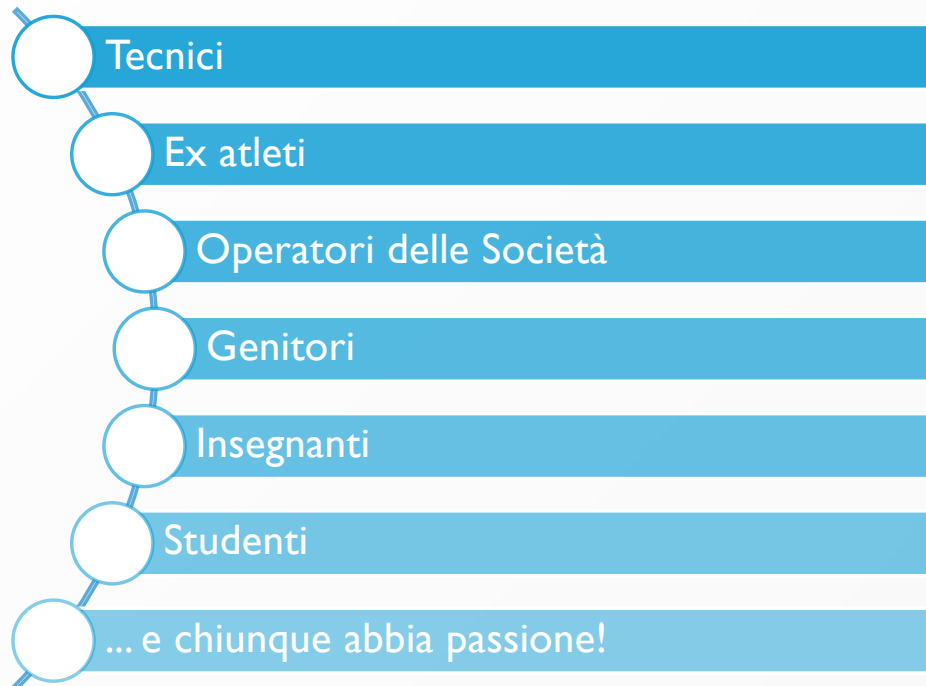 Tecnici
Ex atleti
Operatori delle Società
Genitori
Insegnanti
Studenti
... e chiunque abbia passione!